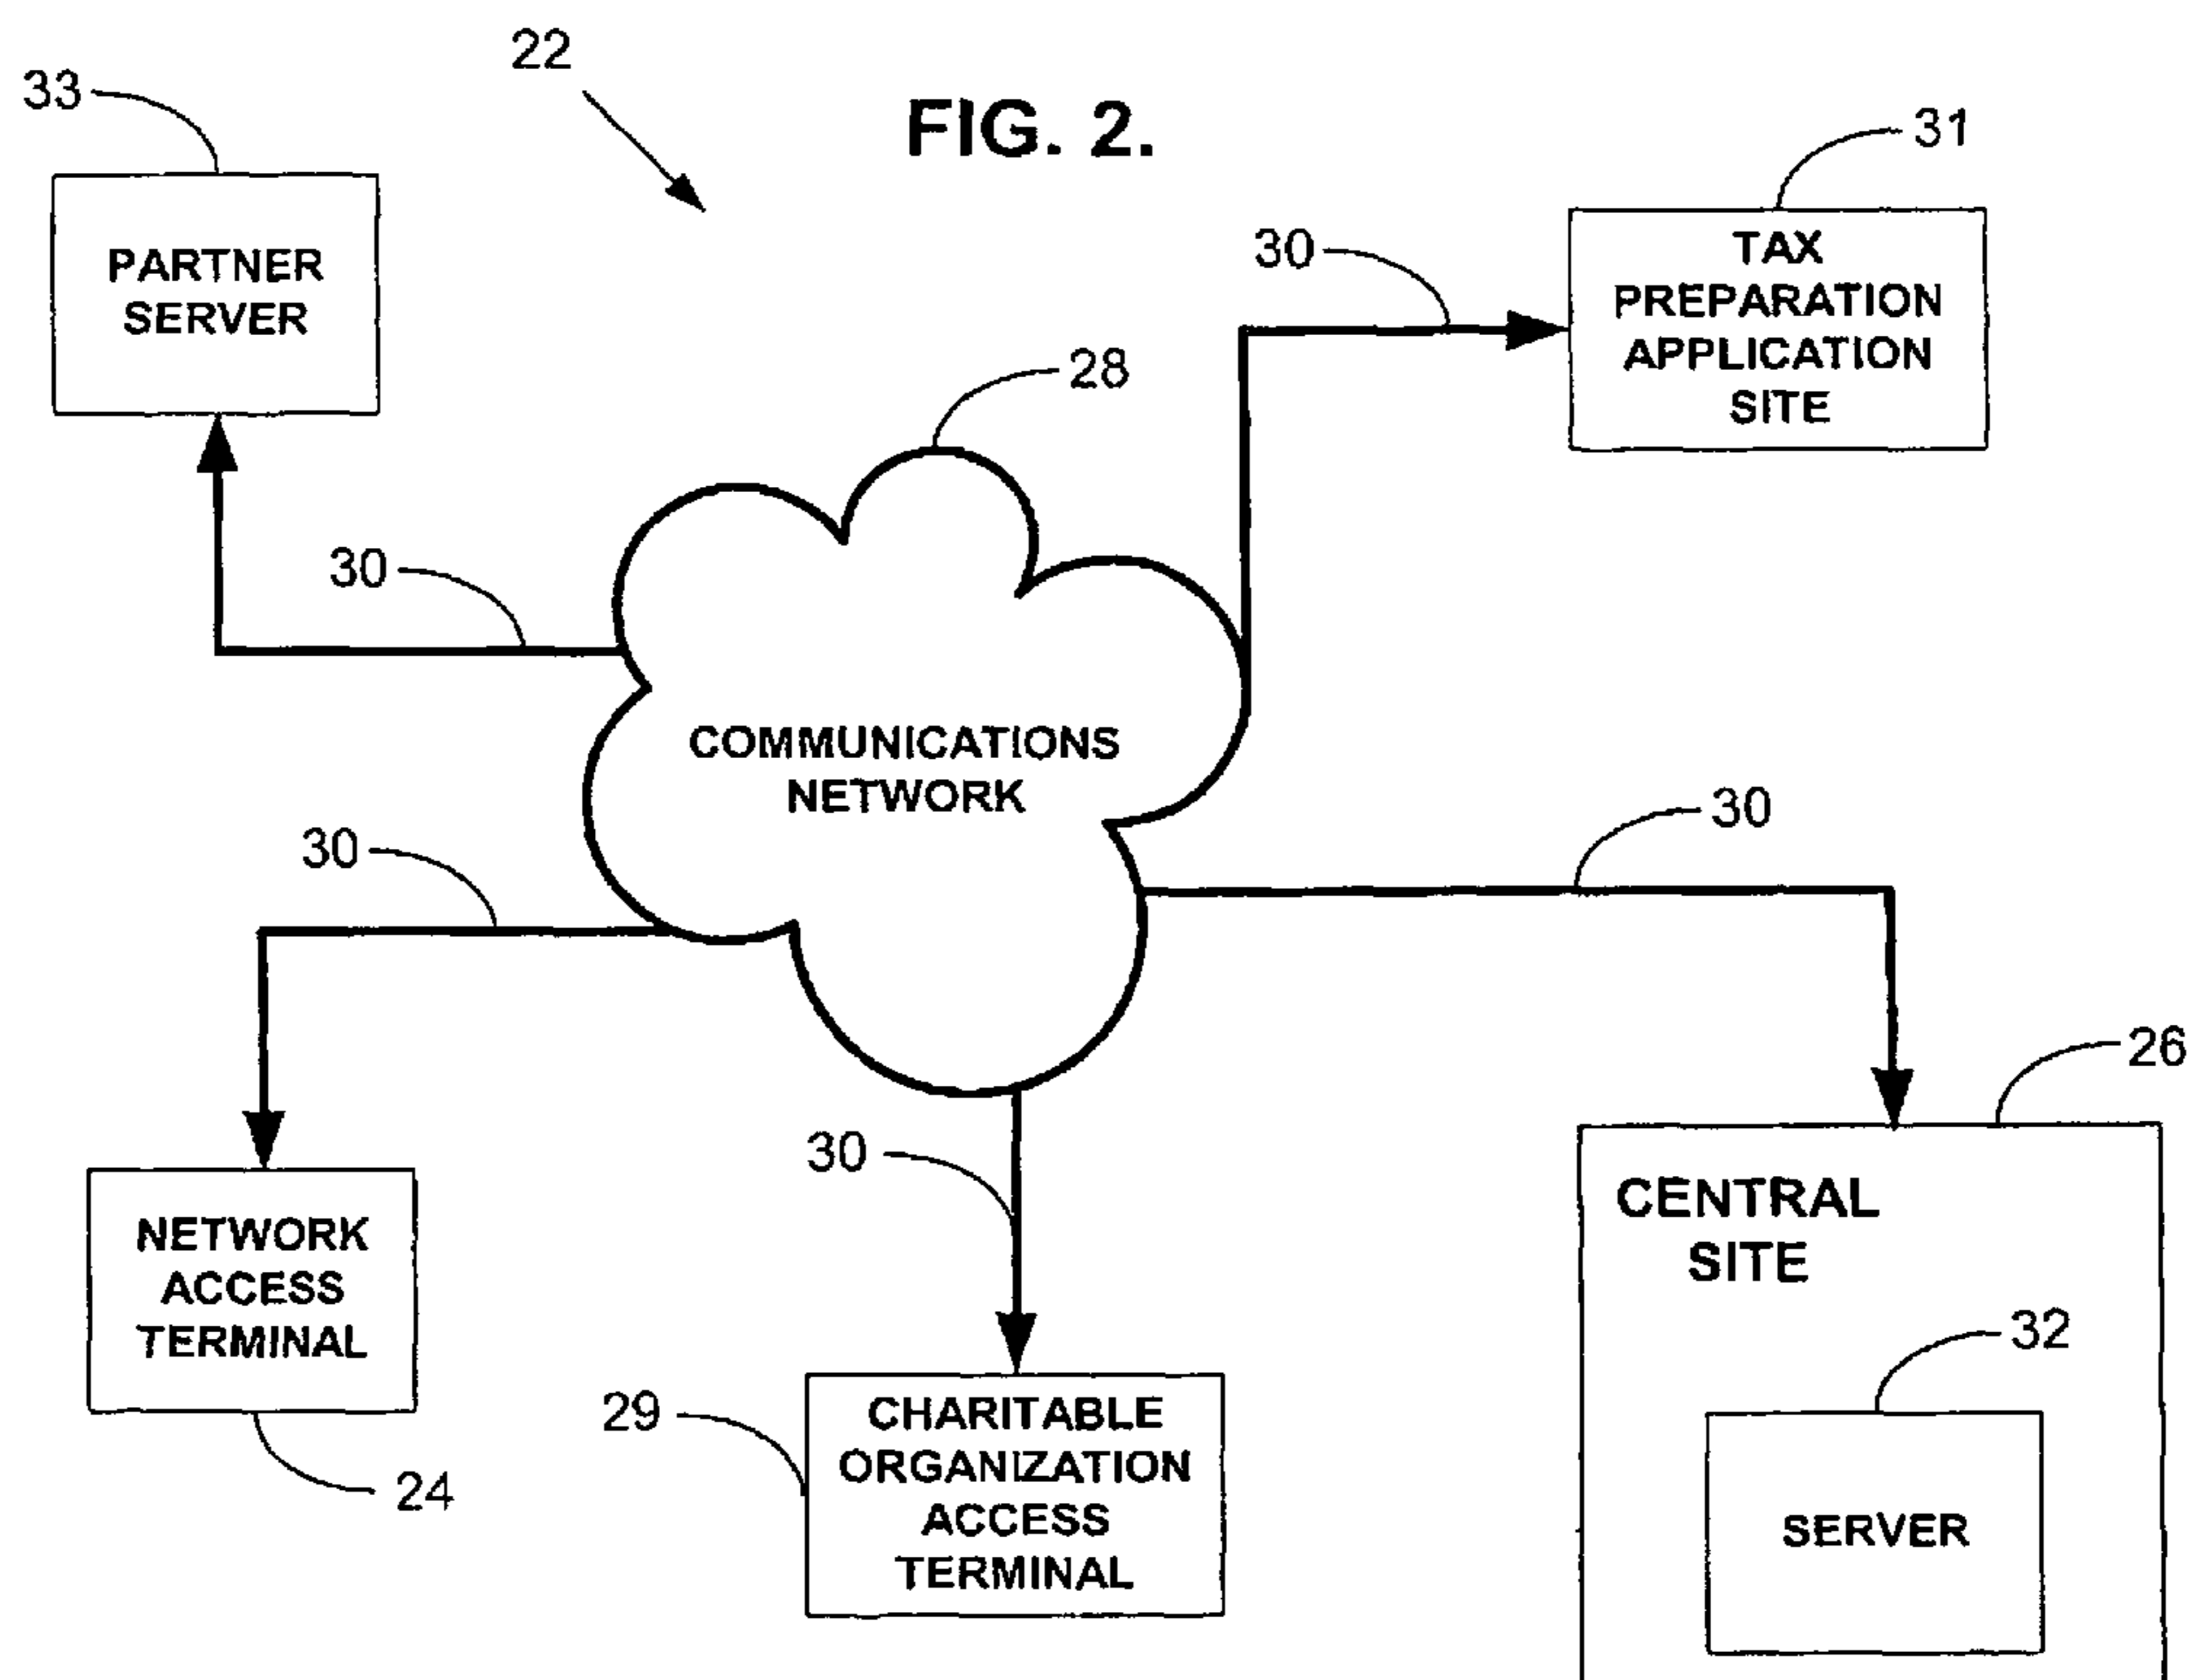 22
33
FIG. 2.
31
PARTNER
SERVER
30
TAX
PREPARATION
APPLICATION
SITE
28
30
COMMUNICATIONS
NETWORK
30
30
26
30
CENTRAL
SITE
NETWORK
ACCESS
TERMINAL
32
29
CHARITABLE
ORGANIZATION
ACCESS
TERMINAL
24
SERVER